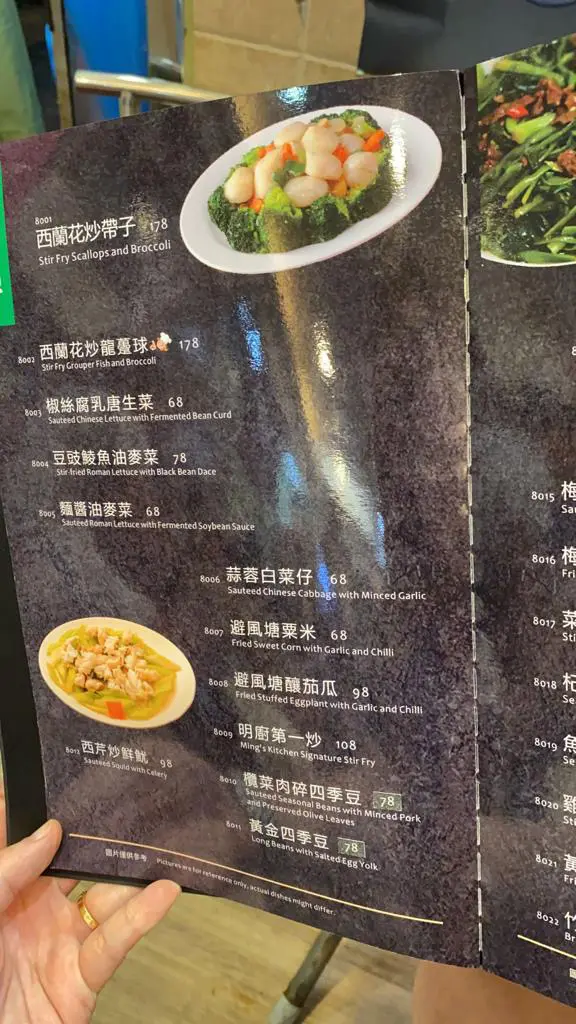 8001
西蘭花炒帶子 178
Stir Fry Scallops and Broccoli
8002 西蘭花炒龍躉球 178
Stir Fry Grouper Fish and Broccoli
8003 椒絲腐乳唐生菜 68
Sauteed Chinese Lettuce with Fermented Bean Curd
8004 豆豉鯪魚油麥菜 78
Stir-fried Roman Lettuce with Black Bean Dace
8005 麵醬油麥菜 68
Sauteed Roman Lettuce with Fermented Soybean Sauce
8006 蒜蓉白菜仔 68
Sauteed Chinese Cabbage with Minced Garlic
8007 避風塘粟米 68
Fried Sweet Corn with Garlic and Chilli
8008 避風塘釀茄瓜 98
Fried Stuffed Eggplant with Garlic and Chilli
8009 明廚第一炒 108
Ming's Kitchen Signature Stir Fry
8010 欖菜肉碎四季豆 78
Sauteed Seasonal Beans with Minced Pork
and Preserved Olive Leaves
8011 黃金四季豆 78
Long Beans with Salted Egg Yolk
8012 西芹炒鮮魷 98
Sauteed Squid with Celery
圖片僅供參考 Pictures are for reference only, actual dishes might differ.
8015 梅
8016 梅
8017 菜
8018
8019
8020
8021
8022 竹